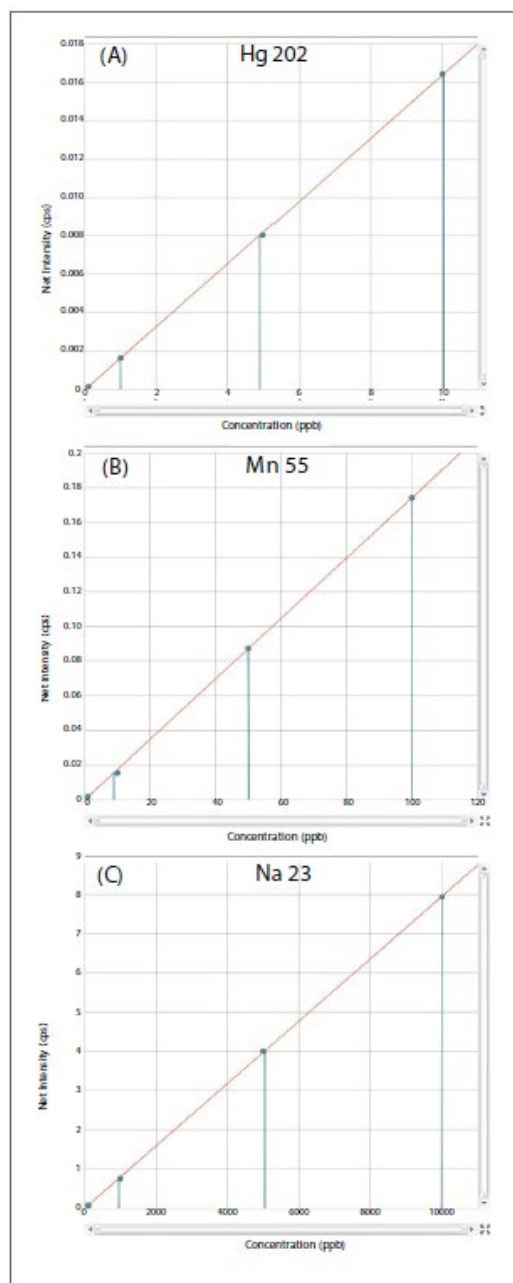 (A) Hg 202
0.018
0.016
0.014
0.012
0.010
0.008
0.006
0.004
0.002
0
Net Intensity (cps)
2 4 6 8 10
Concentration (ppb)
(B) Mn 55
0.2
0.18
0.16
0.14
0.12
0.10
0.08
0.06
0.04
0.02
0
Net Intensity (cps)
0 20 40 60 80 100 120
Concentration (ppb)
(C) Na 23
9
8
7
6
5
4
3
2
1
0
Net Intensity (cps)
0 2000 4000 6000 8000 10000
Concentration (ppb)